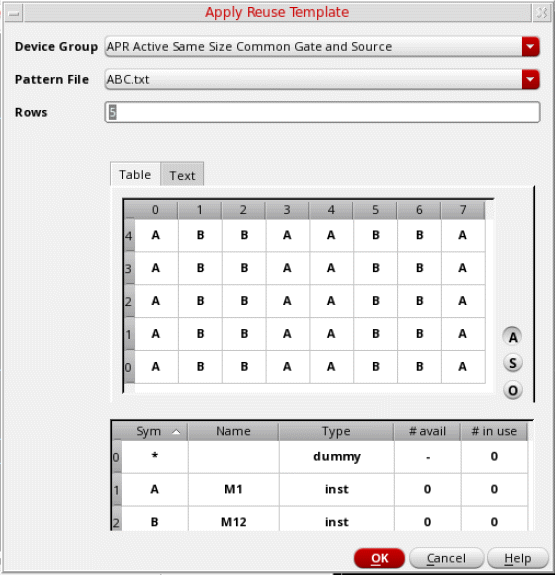 Apply Reuse Template
Device Group APR Active Same Size Common Gate and Source
Pattern File ABC.txt
Rows 5
Table Text
0 1 2 3 4 5 6 7
4 A B B A A B B A
3 A B B A A B B A
2 A B B A A B B A
1 A B B A A B B A
0 A B B A A B B A
A
S
O
Sym Name Type # avail # in use
0 * dummy - 0
1 A M1 inst 0 0
2 B M12 inst 0 0
OK Cancel Help